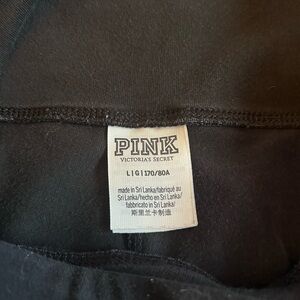 PINK
VICTORIA'S SECRET
L|G|170/80A
made in Sri Lanka/fabriqué au
Sri Lanka/hecho en Sri Lanka/
fabbricato in Sri Lanka/
斯里兰卡制造